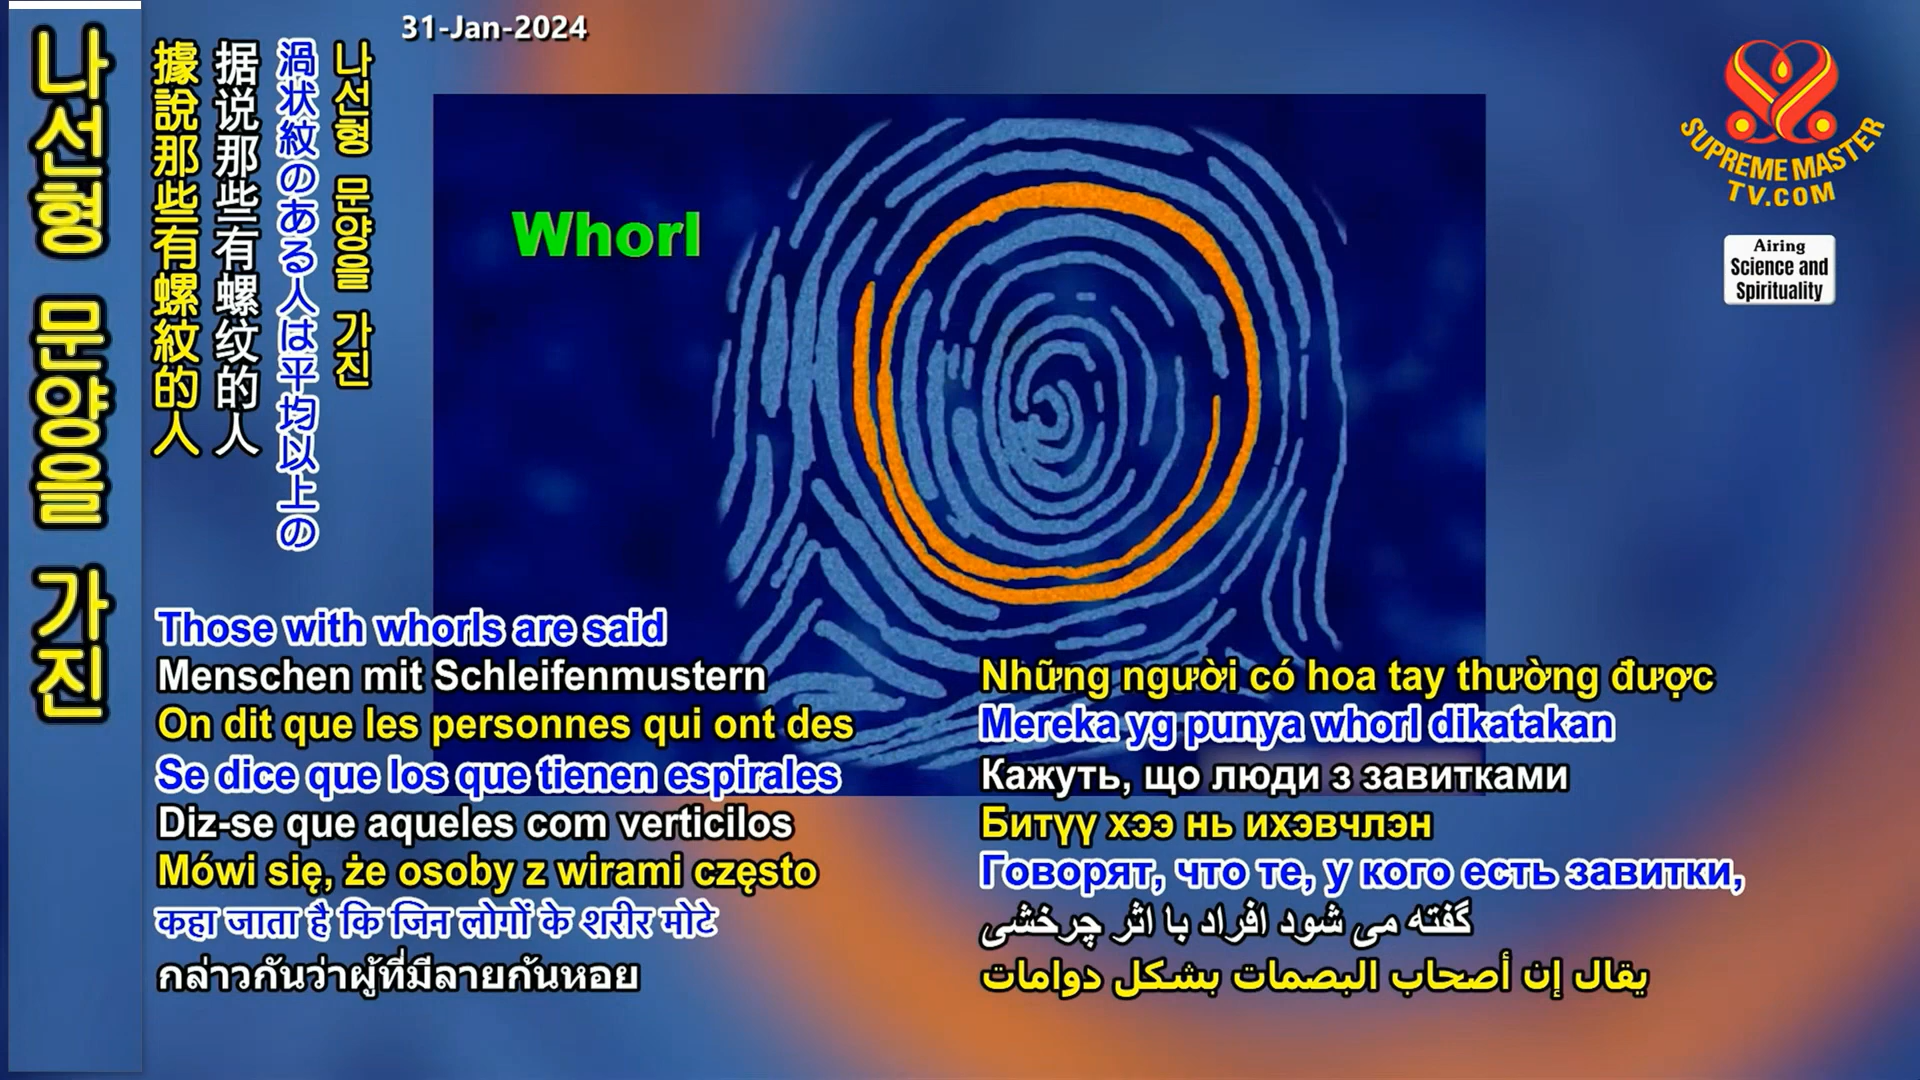 나선형 문양을 가진
據說那些有螺紋的人
据说那些有螺纹的人
渦状紋のある人は平均以上の
나선형 문양을 가진
31-Jan-2024
Whorl
SUPREME MASTER
TV.COM
Airing
Science and
Spirituality
Those with whorls are said
Menschen mit Schleifenmustern
On dit que les personnes qui ont des
Se dice que los que tienen espirales
Diz-se que aqueles com verticilos
Mówi się, że osoby z wirami często
कहा जाता है कि जिन लोगों के शरीर मोटे
กล่าวกันว่าผู้ที่มีลายก้นหอย
Những người có hoa tay thường được
Mereka yg punya whorl dikatakan
Кажуть, що люди з завитками
Битүү хээ нь ихэвчлэн
Говорят, что те, у кого есть завитки,
گفته می شود افراد با اثر چرخشی
يقال إن أصحاب البصمات بشكل دوامات